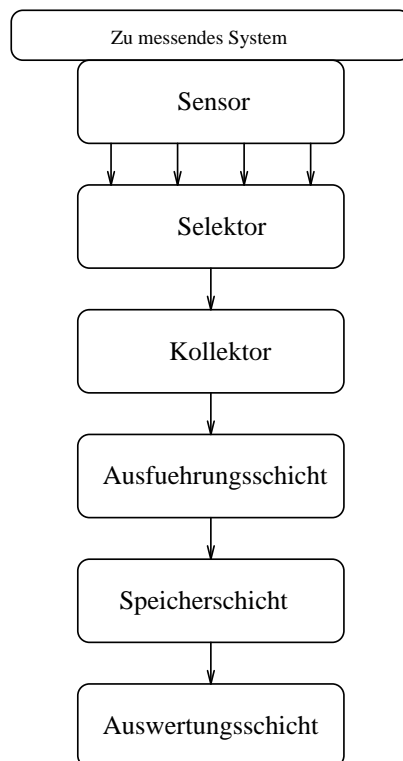 Zu messendes System
Sensor
Selektor
Kollektor
Ausfuehrungsschicht
Speicherschicht
Auswertungsschicht